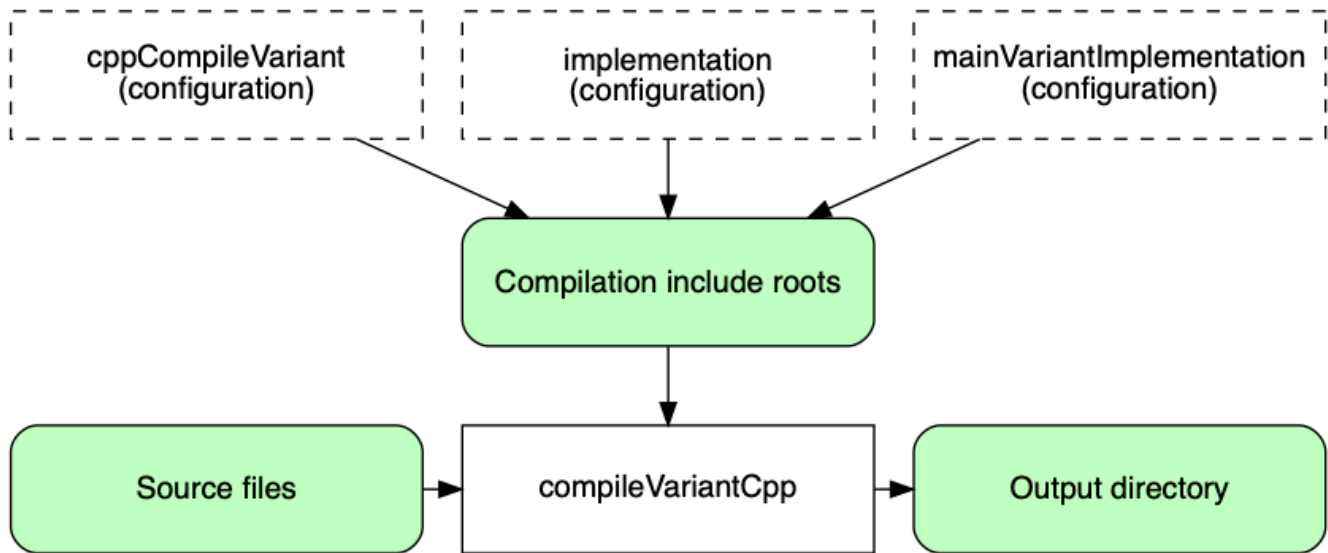 cppCompileVariant
(configuration)
implementation
(configuration)
mainVariantImplementation
(configuration)
Compilation include roots
Source files
compileVariantCpp
Output directory